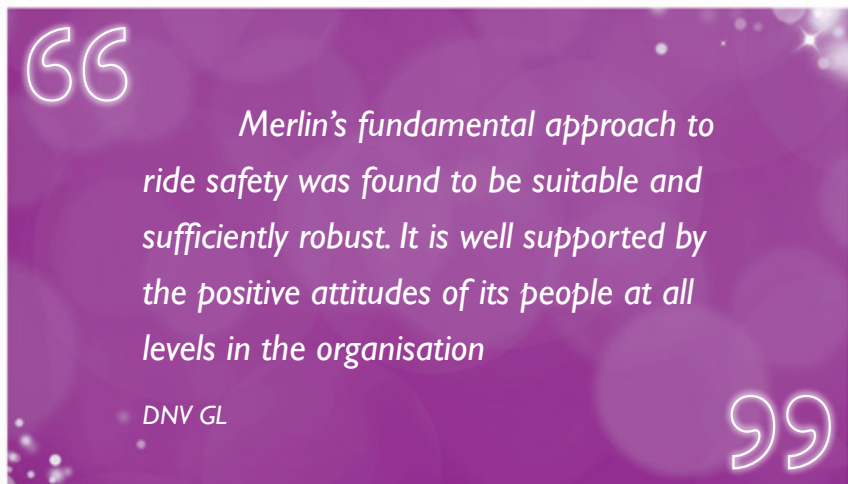 “
Merlin’s fundamental approach to
ride safety was found to be suitable and
sufficiently robust. It is well supported by
the positive attitudes of its people at all
levels in the organisation
DNV GL
”